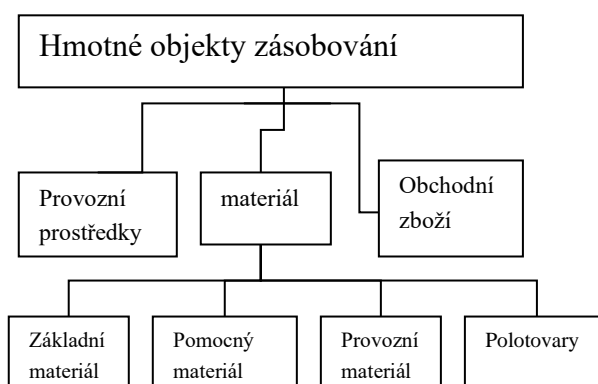 Hmotné objekty zásobování
Provozní
prostředky
materiál
Obchodní
zboží
Základní
materiál
Pomocný
materiál
Provozní
materiál
Polotovary